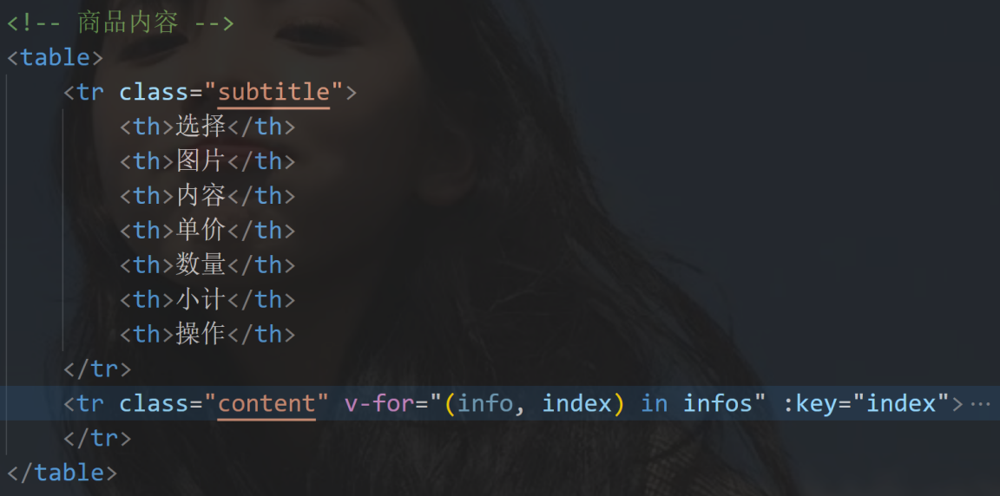 <!-- 商品内容 -->
<table>
<tr class="subtitle">
<th>选择</th>
<th>图片</th>
<th>内容</th>
<th>单价</th>
<th>数量</th>
<th>小计</th>
<th>操作</th>
</tr>
<tr class="content" v-for="(info, index) in infos" :key="index">···
</tr>
</table>